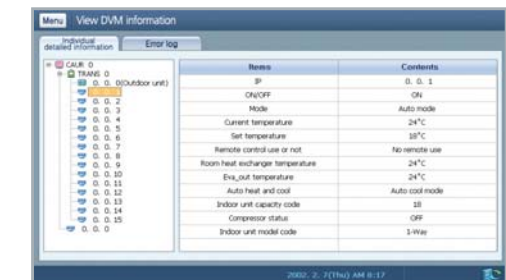 Menu View DVM information
Individual detailed information
Error log
CAUR 0
TRANS 0
0. 0. 0(Outdoor unit)
0. 0. 2
0. 0. 3
0. 0. 4
0. 0. 5
0. 0. 6
0. 0. 7
0. 0. 8
0. 0. 9
0. 0. 10
0. 0. 11
0. 0. 12
0. 0. 13
0. 0. 14
0. 0. 15
0. 0. 0
Items Contents
IP 0. 0. 1
ON/OFF ON
Mode Auto mode
Current temperature 24°C
Set temperature 18°C
Remote control use or not No remote use
Room heat exchanger temperature 24°C
Eva_out temperature 24°C
Auto heat and cool Auto cool mode
Indoor unit capacity code 18
Compressor status OFF
Indoor unit model code 1-Way
2002. 2. 7(Thu) AM 8:17